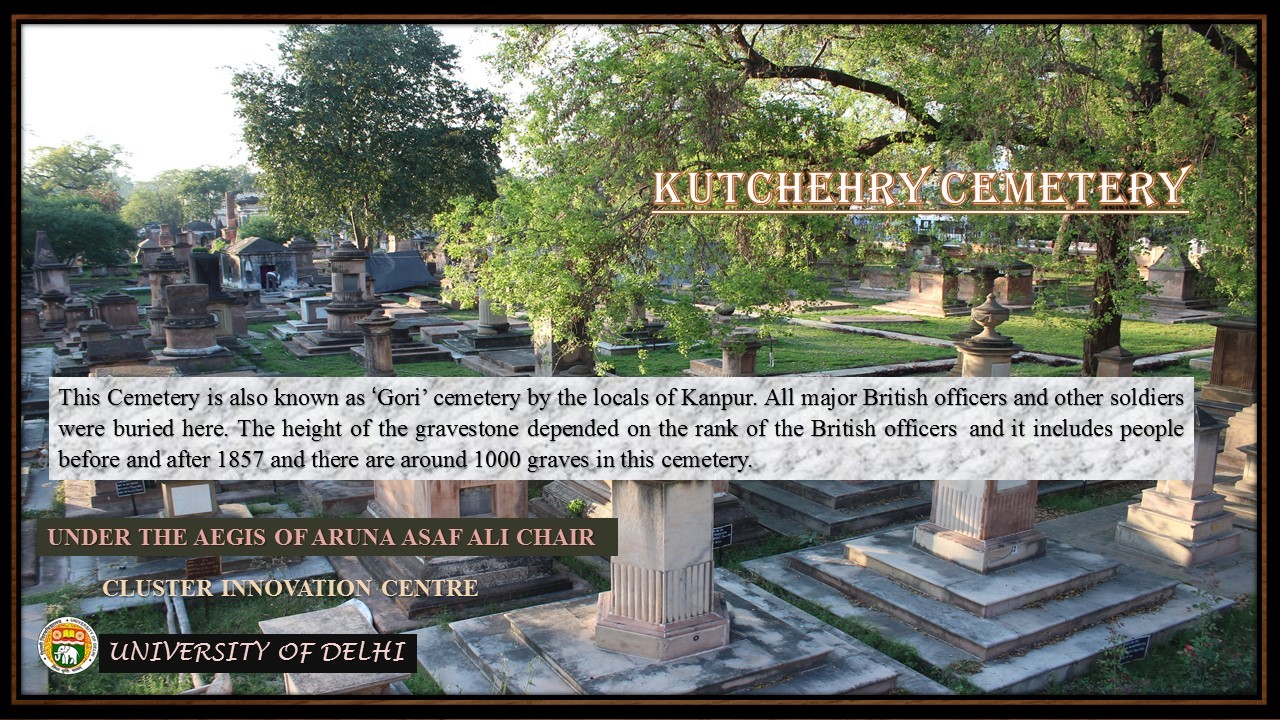 KUTCHEHRY CEMETERY
This Cemetery is also known as ‘Gori’ cemetery by the locals of Kanpur. All major British officers and other soldiers
were buried here. The height of the gravestone depended on the rank of the British officers and it includes people
before and after 1857 and there are around 1000 graves in this cemetery.
UNDER THE AEGIS OF ARUNA ASAF ALI CHAIR
CLUSTER INNOVATION CENTRE
UNIVERSITY OF DELHI